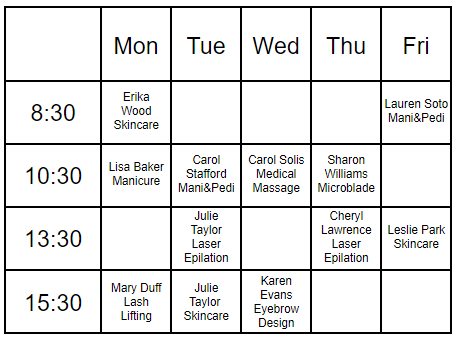 Mon Tue Wed Thu Fri
8:30
Erika
Wood
Skincare
Lauren Soto
Mani&Pedi
10:30
Lisa Baker
Manicure
Carol
Stafford
Mani&Pedi
Carol Solis
Medical
Massage
Sharon
Williams
Microblade
13:30
Julie
Taylor
Laser
Epilation
Cheryl
Lawrence
Laser
Epilation
Leslie Park
Skincare
15:30
Mary Duff
Lash
Lifting
Julie
Taylor
Skincare
Karen
Evans
Eyebrow
Design